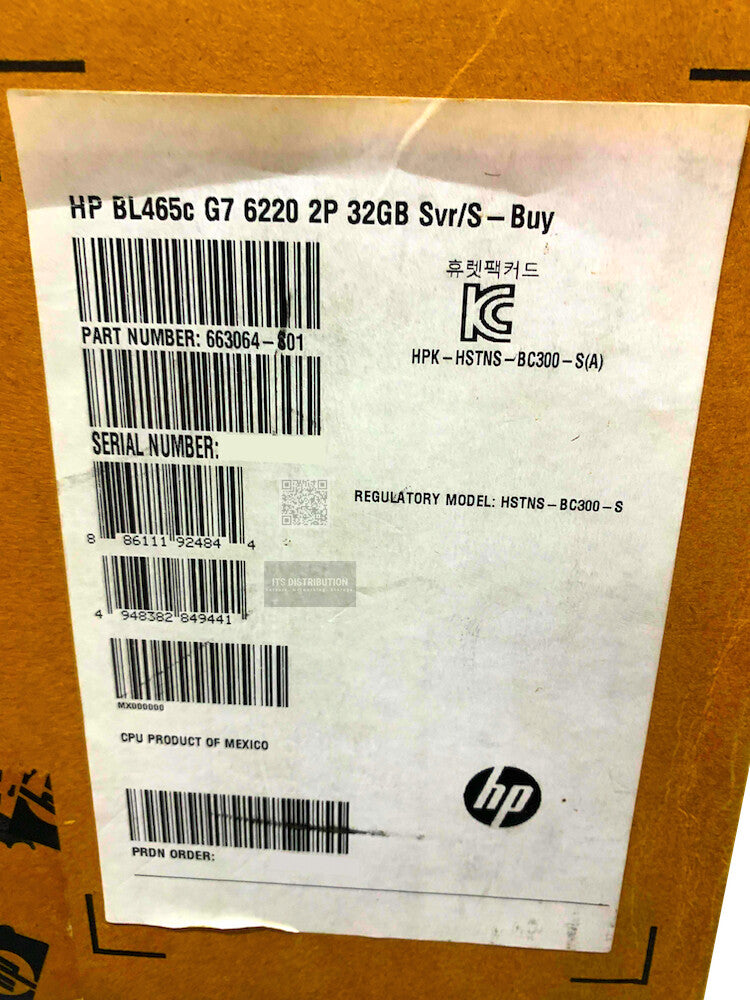 HP BL465c G7 6220 2P 32GB Svr/S-Buy
휴렛팩커드
PART NUMBER: 663064-S01
HPK-HSTNS-BC300-S(A)
SERIAL NUMBER:
REGULATORY MODEL: HSTNS-BC300-S
8 86111 92484 4
ITS DISTRIBUTION
4 948382 849441
MX000000
CPU PRODUCT OF MEXICO
hp
PRDN ORDER:
hp